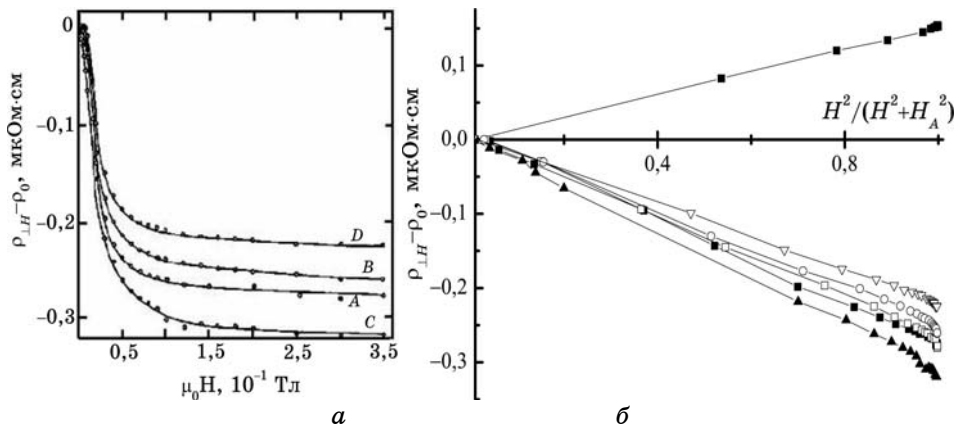 0
−0,1
−0,2
−0,3
ρ⊥H−ρ0, мкОм·см
D
B
A
C
0,5
1,5
2,5
3,5
μ0H, 10⁻¹ Тл
а
0,1
0,0
−0,1
−0,2
−0,3
ρ⊥H−ρ0, мкОм·см
0,4
0,8
H²/(H²+HA²)
б